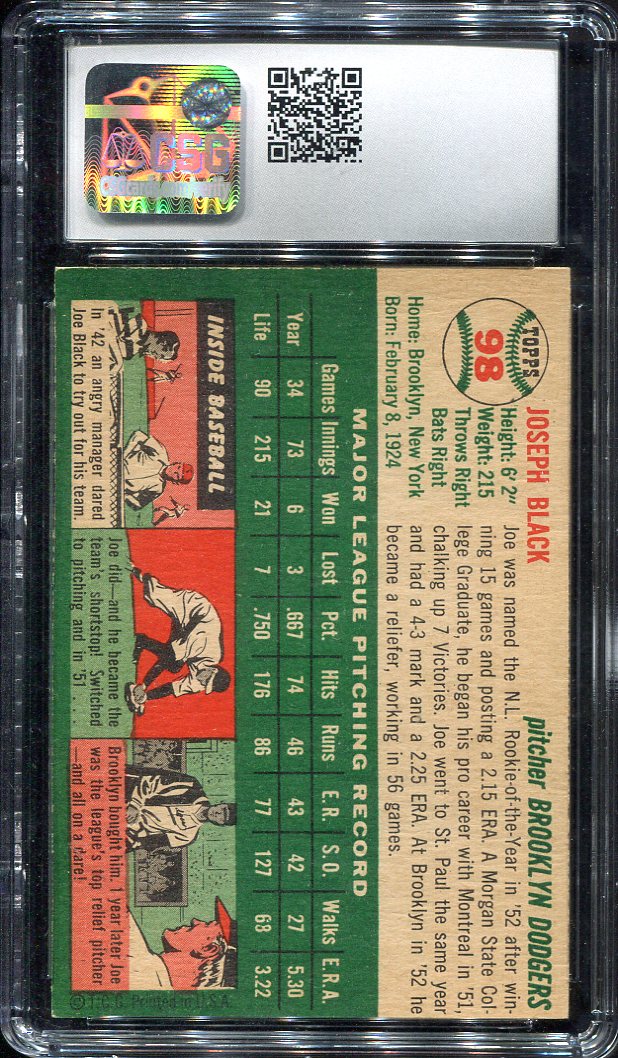 CSG
TOPPS
98
JOSEPH BLACK
pitcher BROOKLYN DODGERS
Height: 6' 2"
Weight: 215
Throws Right
Bats Right
Home: Brooklyn, New York
Born: February 8, 1924
Joe was named the N.L. Rookie-of-the-Year in '52 after win-
ning 15 games and posting a 2.15 ERA. A Morgan State Col-
lege Graduate, he began his pro career with Montreal in '51,
chalking up 7 Victories. Joe went to St. Paul the same year
and had a 4-3 mark and a 2.25 ERA. At Brooklyn in '52 he
became a reliefer, working in 56 games.
MAJOR LEAGUE PITCHING RECORD
Games Innings Won Lost Pct. Hits Runs E.R. S.O. Walks E.R.A.
Year 34 73 6 3 .667 74 46 43 42 27 5.30
Life 90 215 21 7 .750 176 86 77 127 68 3.22
INSIDE BASEBALL
In '42 an angry manager dared
Joe Black to try out for his team.
Joe did—and he became the
team's shortstop! Switched
to pitching and in '51
Brooklyn bought him. 1 year later Joe
was the league's top relief pitcher
—and all on a dare!
© T.C.G. Printed in U.S.A.